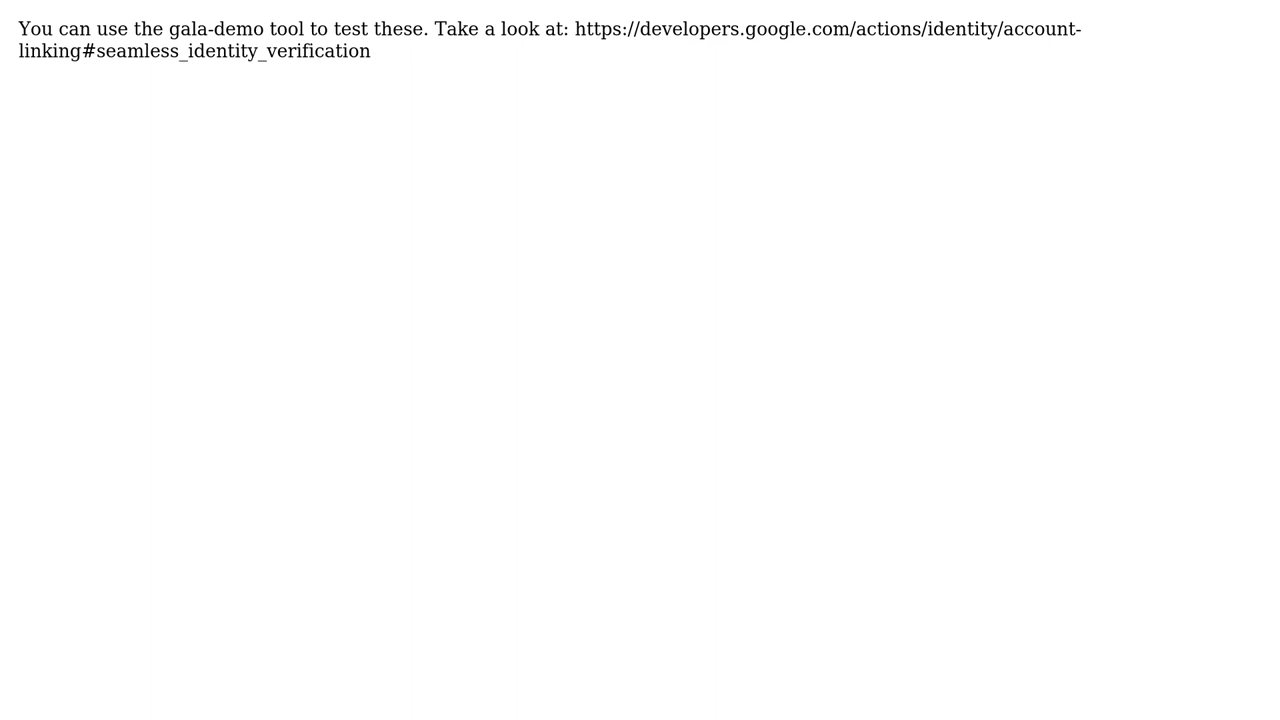 You can use the gala-demo tool to test these. Take a look at: https://developers.google.com/actions/identity/account-
linking#seamless_identity_verification